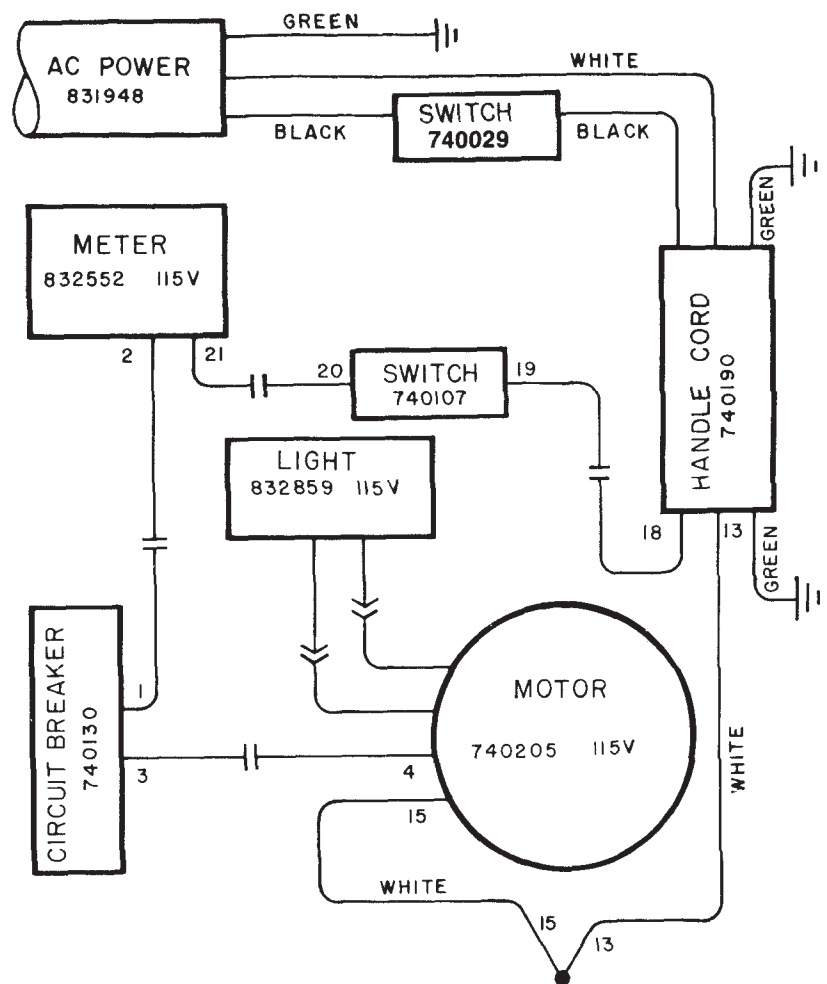 GREEN
AC POWER
831948
WHITE
BLACK
SWITCH
740029
BLACK
GREEN
METER
832552 115V
2
21
20
SWITCH
740107
19
HANDLE CORD
740190
LIGHT
832859 115V
18
13
GREEN
CIRCUIT BREAKER
740130
1
3
MOTOR
740205 115V
4
15
WHITE
WHITE
15
13